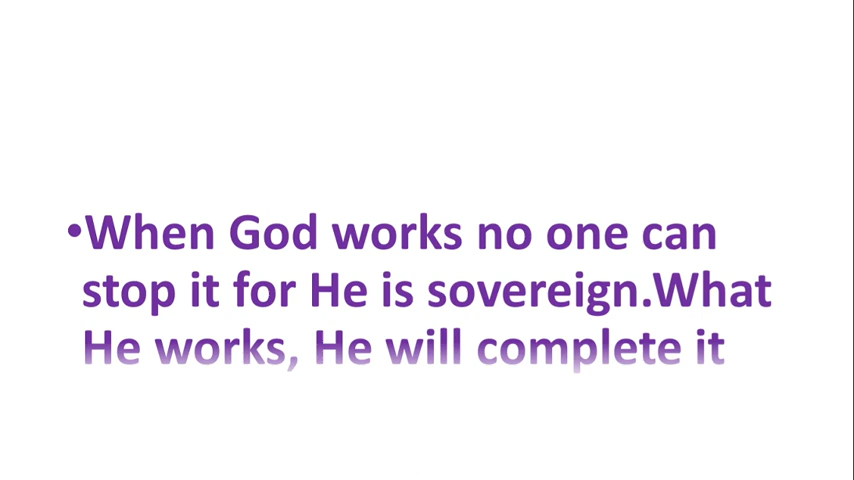 •When God works no one can
stop it for He is sovereign.What
He works, He will complete it